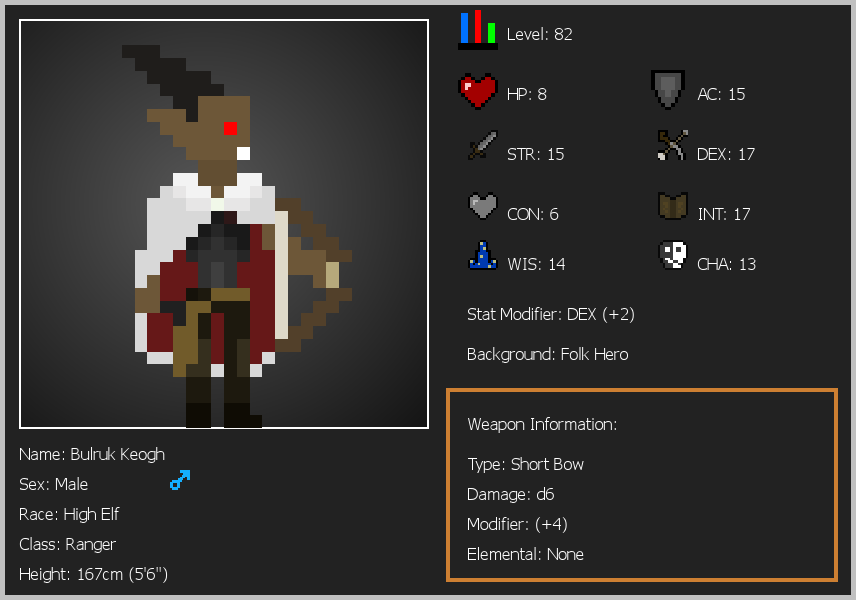 Level: 82
HP: 8
AC: 15
STR: 15
DEX: 17
CON: 6
INT: 17
WIS: 14
CHA: 13
Stat Modifier: DEX (+2)
Background: Folk Hero
Weapon Information:
Type: Short Bow
Damage: d6
Modifier: (+4)
Elemental: None
Name: Bulruk Keogh
Sex: Male
Race: High Elf
Class: Ranger
Height: 167cm (5'6")